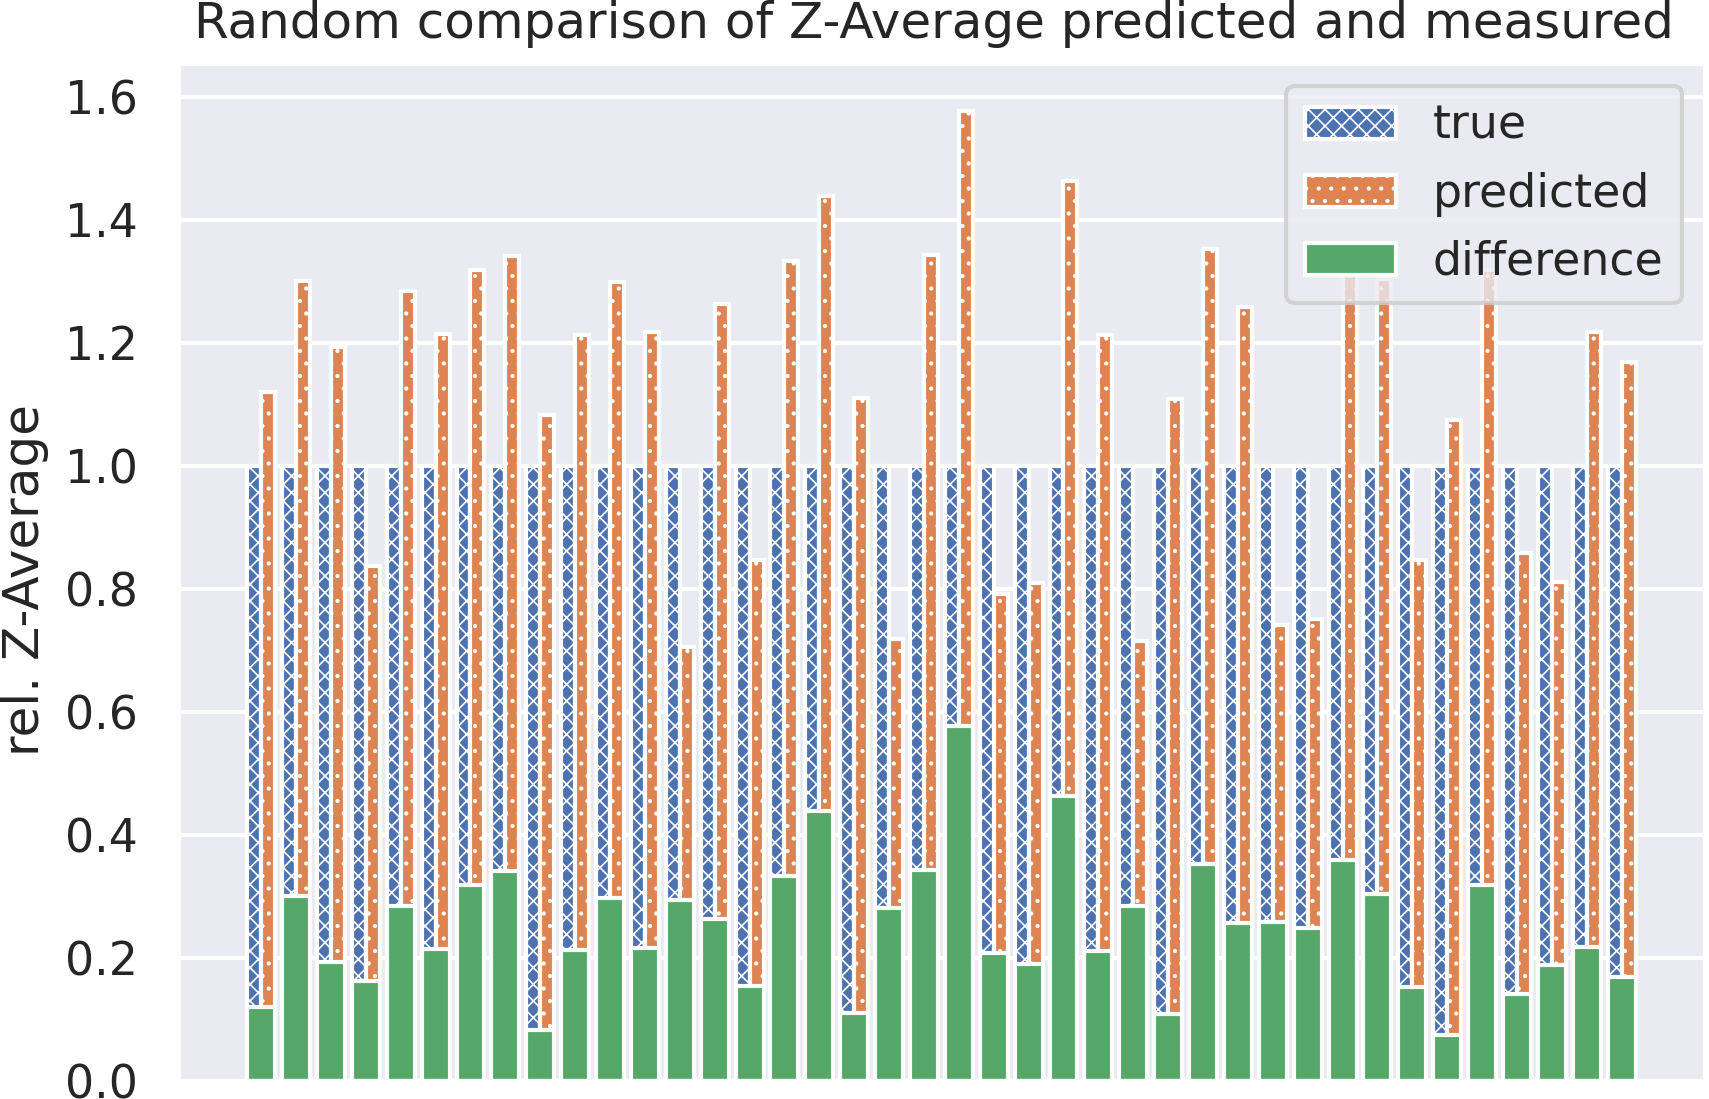 Random comparison of Z-Average predicted and measured
rel. Z-Average
1.6
1.4
1.2
1.0
0.8
0.6
0.4
0.2
0.0
true
predicted
difference